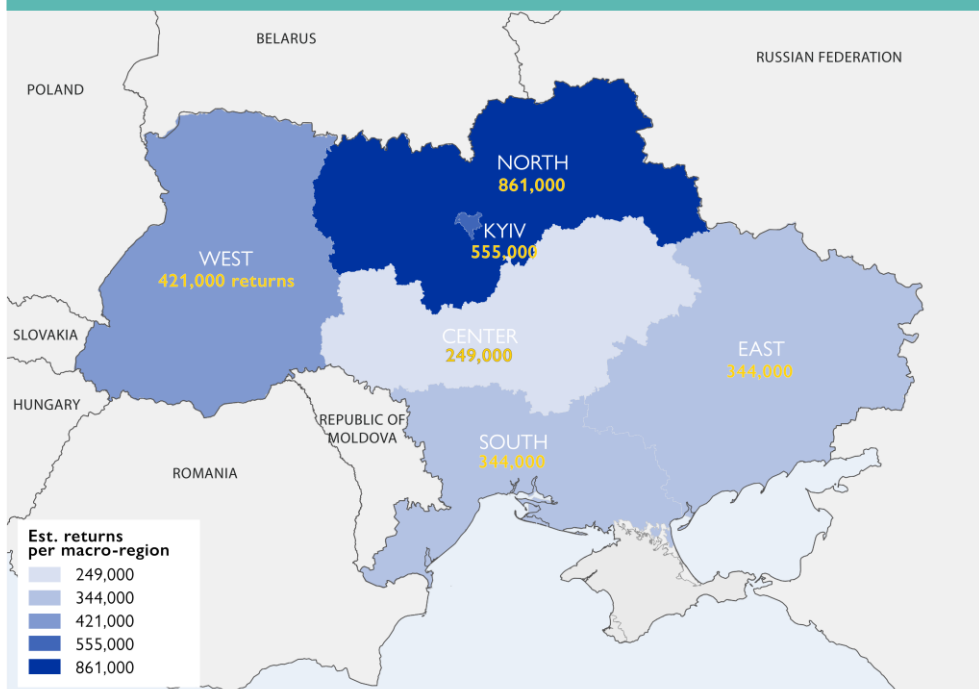 BELARUS
RUSSIAN FEDERATION
POLAND
NORTH
861,000
KYIV
555,000
WEST
421,000 returns
SLOVAKIA
CENTER
249,000
EAST
344,000
HUNGARY
REPUBLIC OF
MOLDOVA
SOUTH
344,000
ROMANIA
Est. returns
per macro-region
249,000
344,000
421,000
555,000
861,000